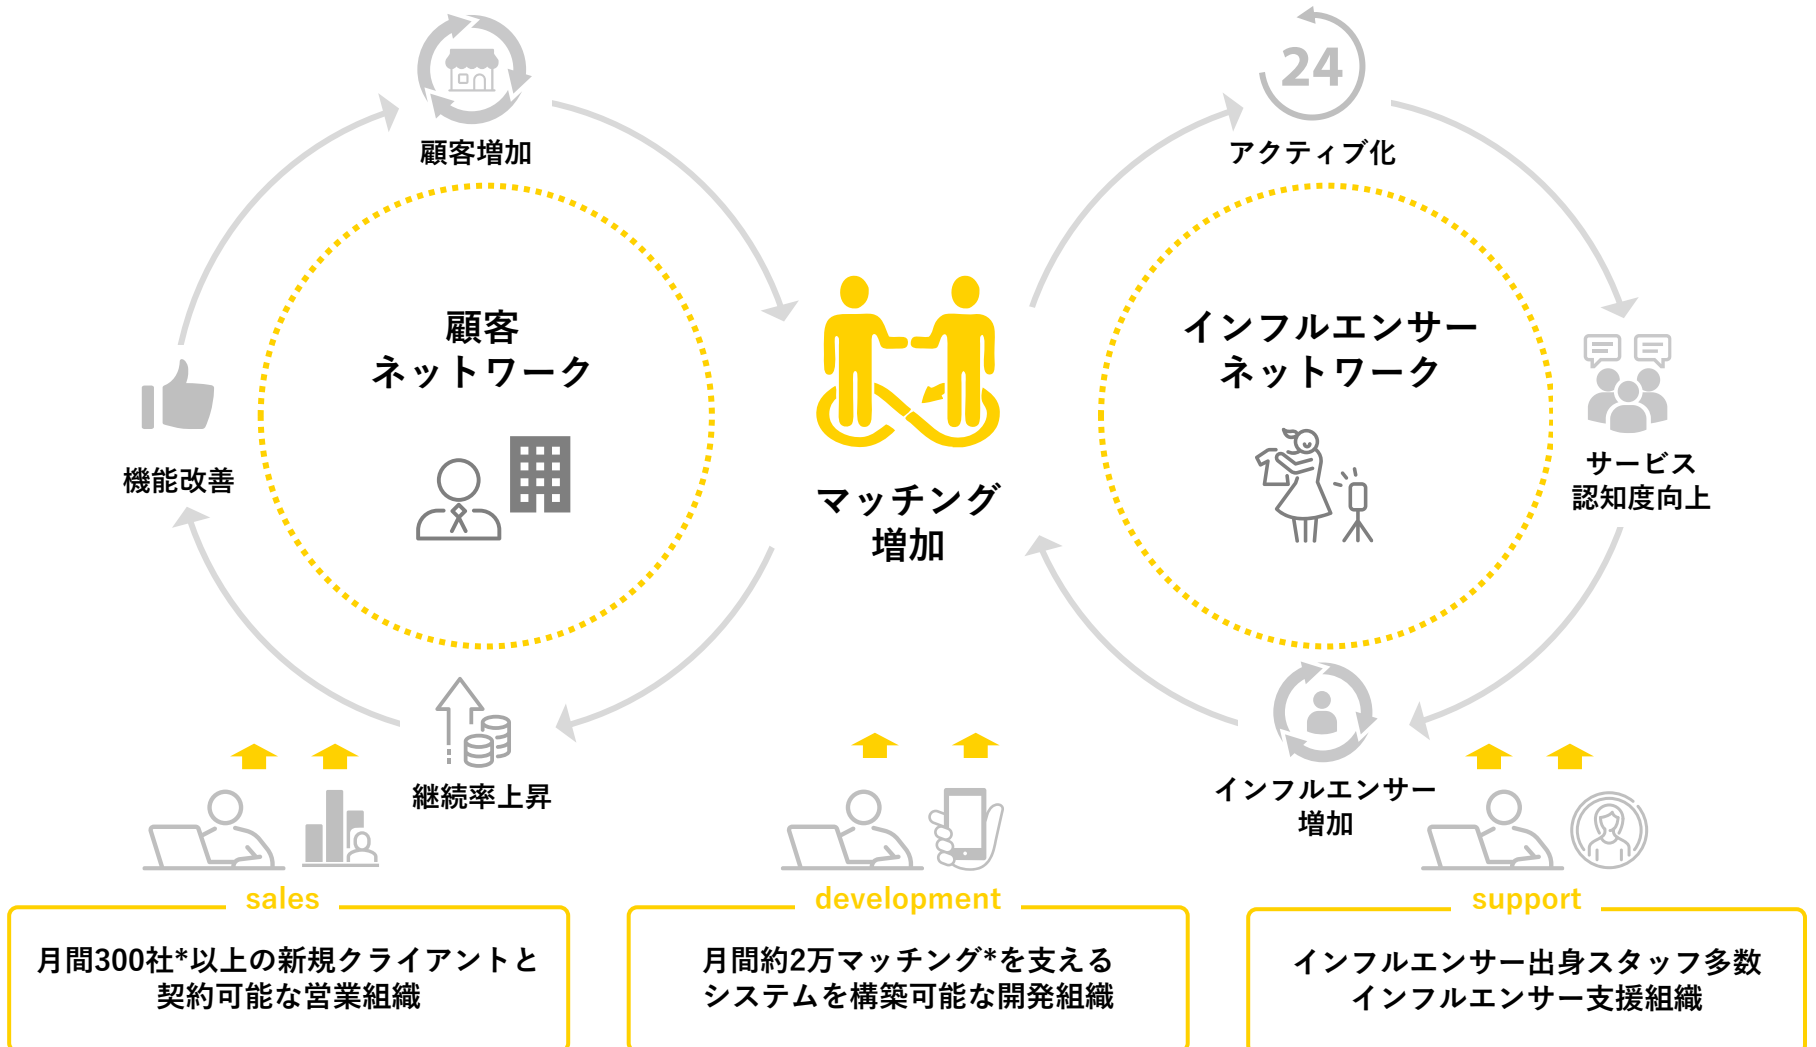 24
顧客増加
アクティブ化
顧客
ネットワーク
インフルエンサー
ネットワーク
機能改善
マッチング
増加
サービス
認知度向上
継続率上昇
インフルエンサー
増加
sales
月間300社*以上の新規クライアントと
契約可能な営業組織
development
月間約2万マッチング*を支える
システムを構築可能な開発組織
support
インフルエンサー出身スタッフ多数
インフルエンサー支援組織